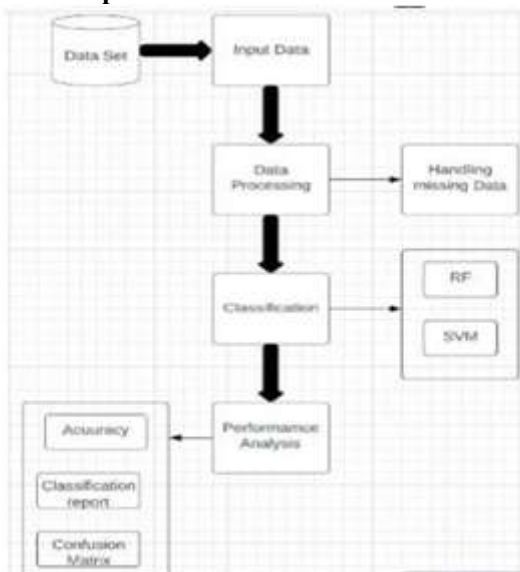 Data Set
Input Data
Data
Processing
Handling
missing Data
Classification
RF
SVM
Performance
Analysis
Acuuracy
Classification
report
Confusion
Matrix